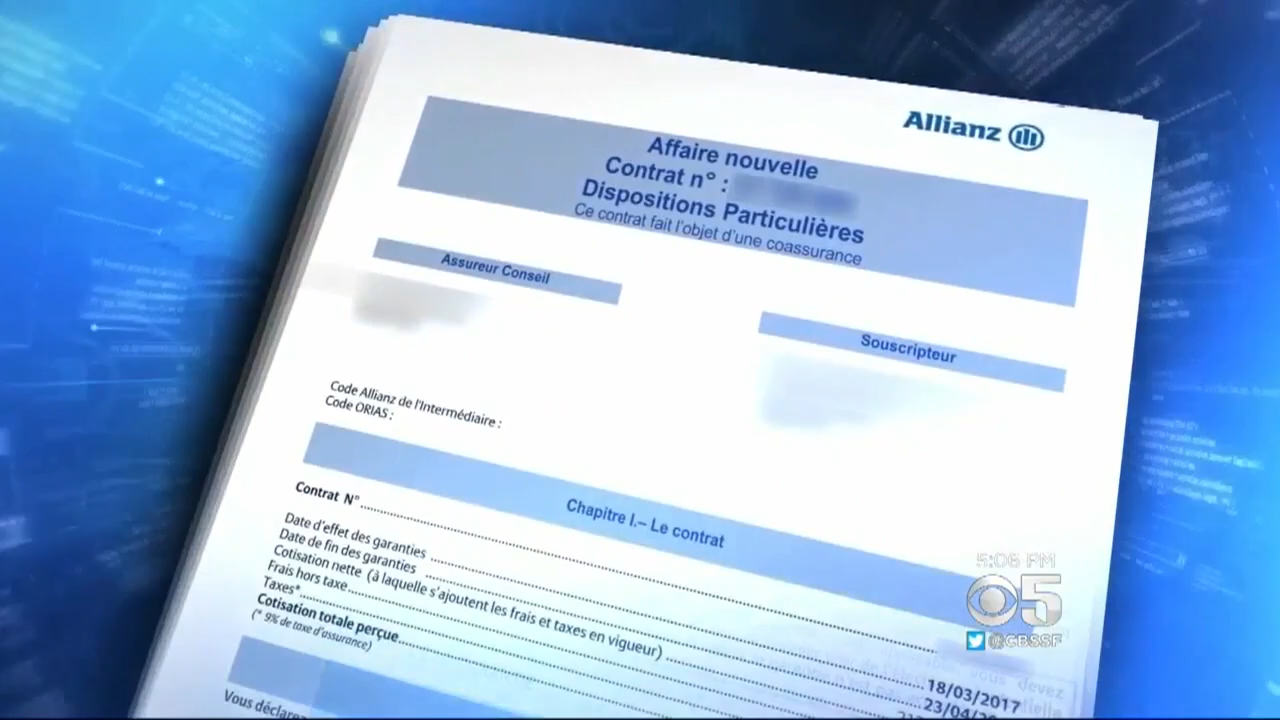 Allianz
Affaire nouvelle
Contrat n° :
Dispositions Particulières
Ce contrat fait l'objet d'une coassurance
Assureur Conseil
Souscripteur
Code Allianz de l'Intermédiaire :
Code ORIAS :
Chapitre I.– Le contrat
Contrat N°
Date d'effet des garanties
Date de fin des garanties
Cotisation nette (à laquelle s'ajoutent les frais et taxes en vigueur)
Frais hors taxe
Taxes*
Cotisation totale perçue
(* 9% de taxe d'assurance)
18/03/2017
Vous
5:06 PM
5
@CBSSF